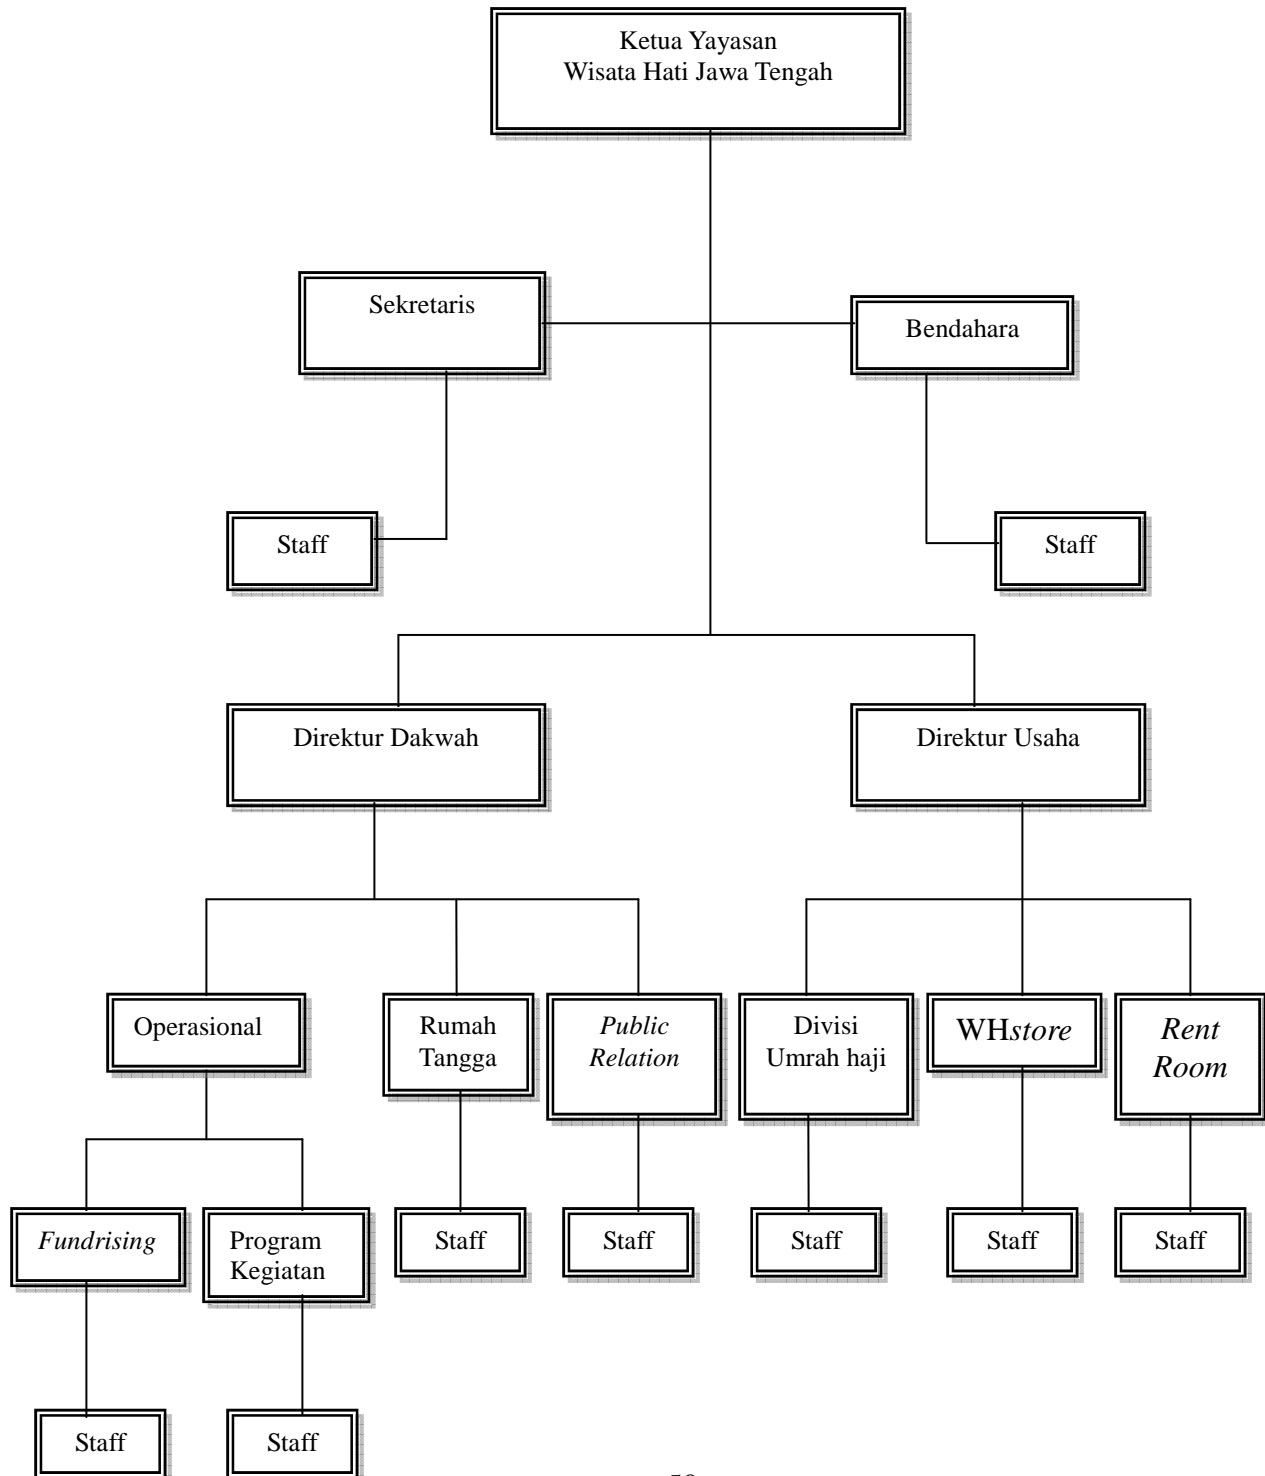 Ketua Yayasan
Wisata Hati Jawa Tengah
Sekretaris
Bendahara
Staff
Staff
Direktur Dakwah
Direktur Usaha
Operasional
Rumah
Tangga
Public
Relation
Divisi
Umrah haji
WHstore
Rent
Room
Fundrising
Program
Kegiatan
Staff
Staff
Staff
Staff
Staff
Staff
Staff